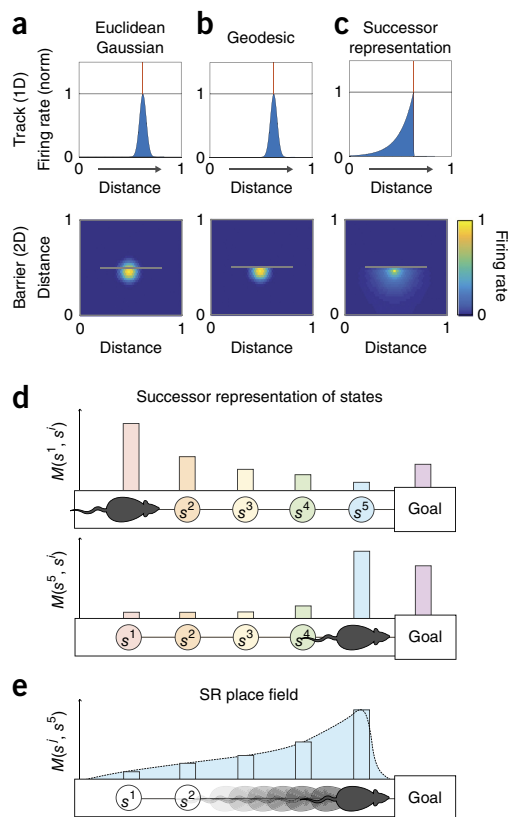 a
Euclidean
Gaussian
b
Geodesic
c
Successor
representation
Track (1D)
Firing rate (norm)
1
0
0
1
Distance
1
0
0
1
Distance
1
0
0
1
Distance
Barrier (2D)
Distance
1
0
0
1
Distance
1
0
0
1
Distance
1
0
0
1
Distance
1
0
Firing rate
d
Successor representation of states
M(s¹, sⁱ)
s² s³ s⁴ s⁵ Goal
M(s⁵, sⁱ)
s¹ s² s³ s⁴ Goal
e
SR place field
M(sʲ, s⁵)
s¹ s² Goal